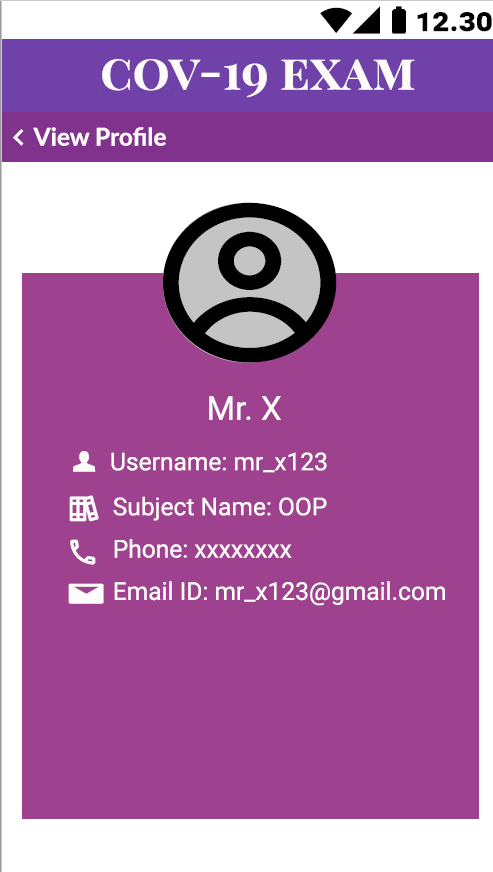 12.30
COV-19 EXAM
View Profile
Mr. X
Username: mr_x123
Subject Name: OOP
Phone: xxxxxxxx
Email ID: mr_x123@gmail.com